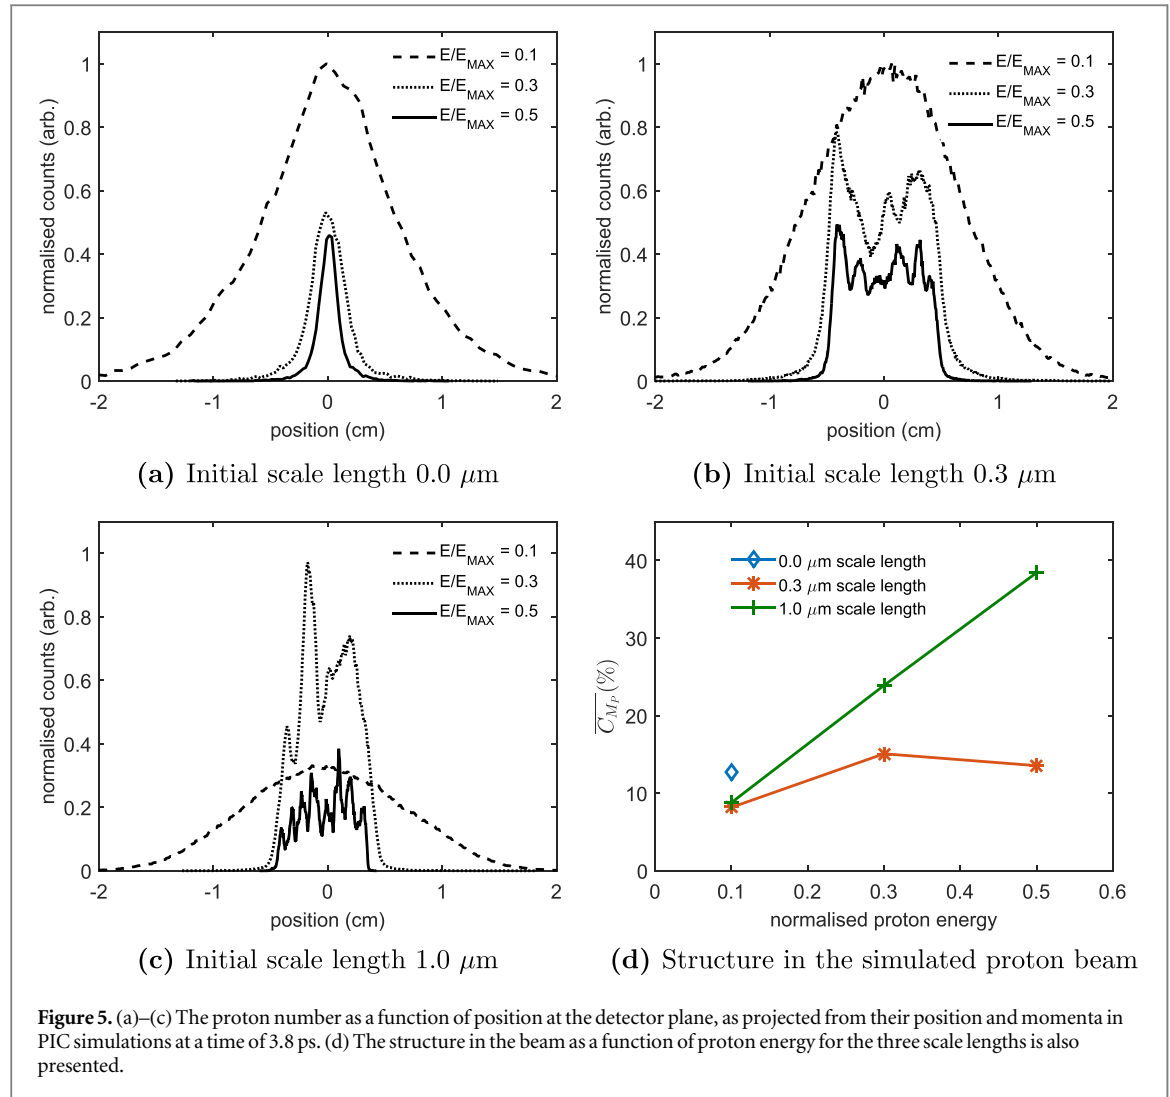 E/E_MAX = 0.1
E/E_MAX = 0.3
E/E_MAX = 0.5
normalised counts (arb.)
1
0.8
0.6
0.4
0.2
0
-2 -1 0 1 2
position (cm)
(a) Initial scale length 0.0 μm
E/E_MAX = 0.1
E/E_MAX = 0.3
E/E_MAX = 0.5
normalised counts (arb.)
1
0.8
0.6
0.4
0.2
0
-2 -1 0 1 2
position (cm)
(b) Initial scale length 0.3 μm
E/E_MAX = 0.1
E/E_MAX = 0.3
E/E_MAX = 0.5
normalised counts (arb.)
1
0.8
0.6
0.4
0.2
0
-2 -1 0 1 2
position (cm)
(c) Initial scale length 1.0 μm
0.0 μm scale length
0.3 μm scale length
1.0 μm scale length
$\overline{C_{M_P}}$(%)
40
30
20
10
0
0 0.1 0.2 0.3 0.4 0.5 0.6
normalised proton energy
(d) Structure in the simulated proton beam
Figure 5. (a)–(c) The proton number as a function of position at the detector plane, as projected from their position and momenta in
PIC simulations at a time of 3.8 ps. (d) The structure in the beam as a function of proton energy for the three scale lengths is also
presented.